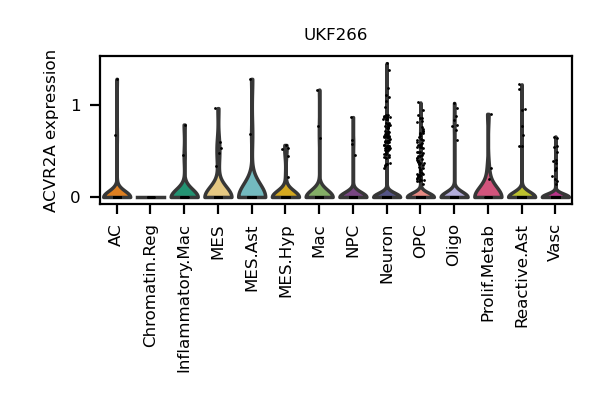 UKF266
ACVR2A expression
1
0
AC
Chromatin.Reg
Inflammatory.Mac
MES
MES.Ast
MES.Hyp
Mac
NPC
Neuron
OPC
Oligo
Prolif.Metab
Reactive.Ast
Vasc